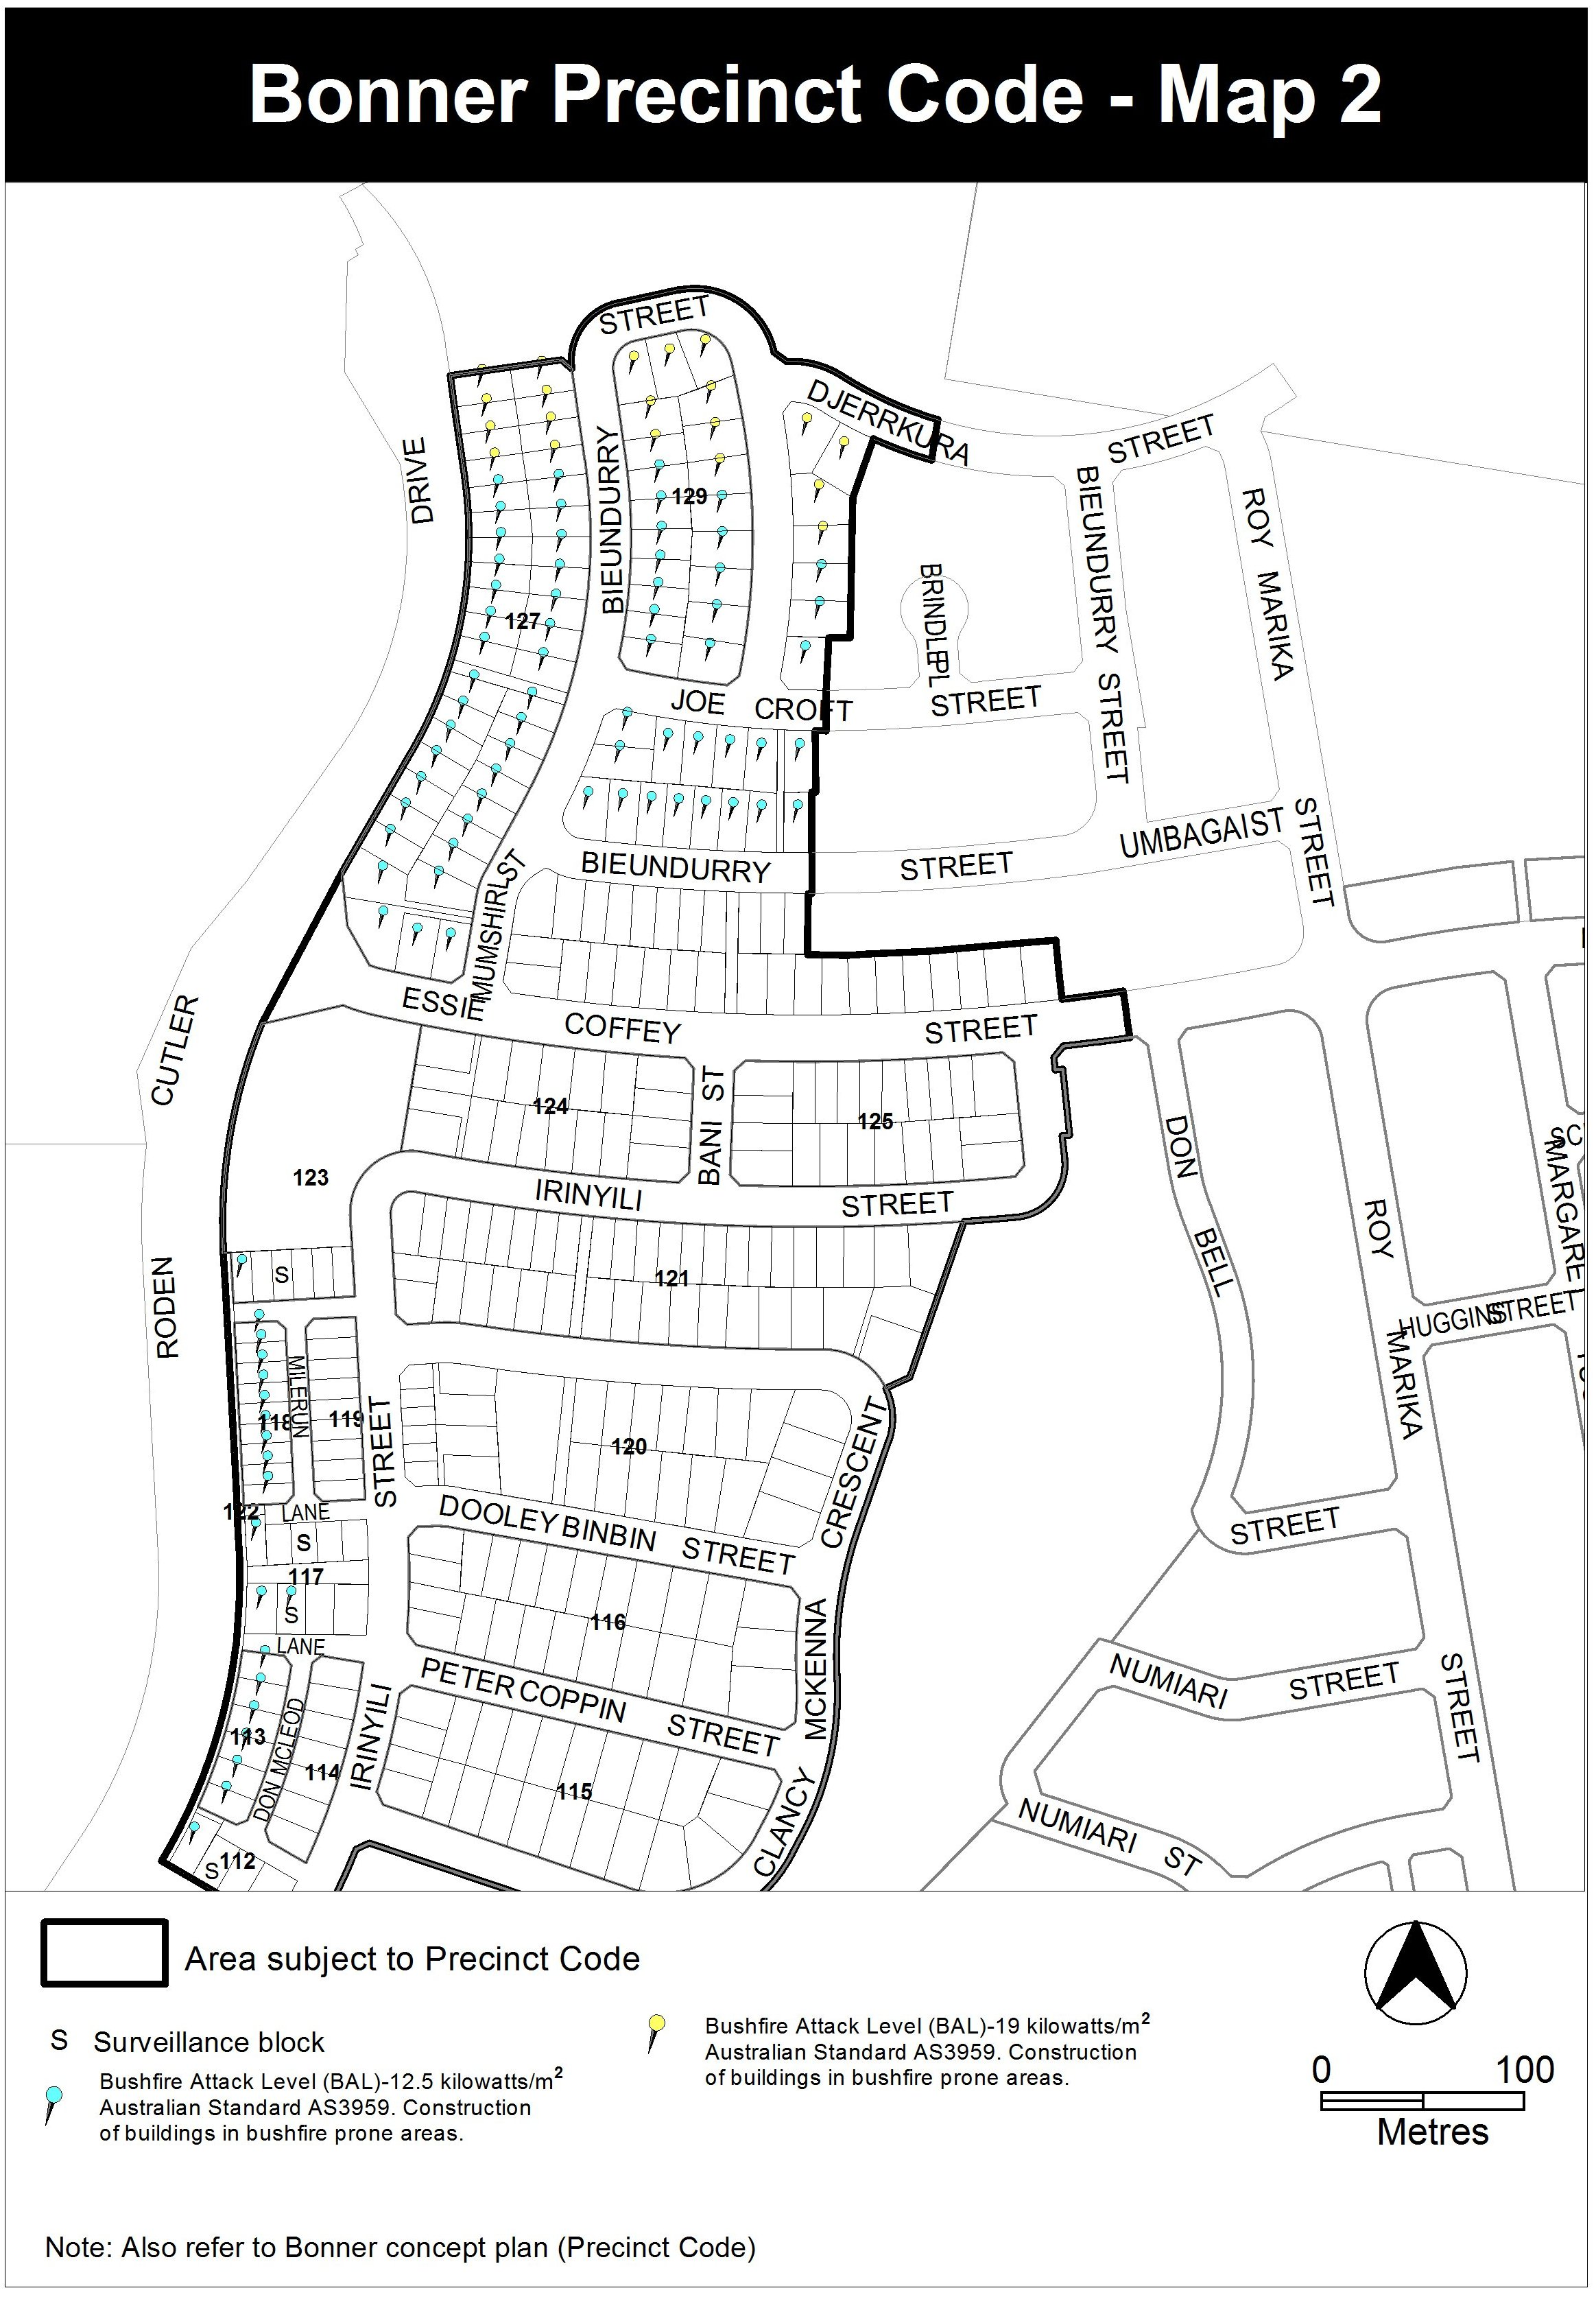 Bonner Precinct Code - Map 2
STREET
DJERRKURA
STREET
DRIVE
BIEUNDURRY
129
BIEUNDURRY STREET
ROY MARIKA
STREET
BRINDLE PL
127
JOE CROFT
STREET
UMBAGAI ST
BIEUNDURRY
STREET
MUMSHIRL ST
ESSIE
COFFEY
STREET
CUTLER
124
BANI ST
125
DON
BELL
123
IRINYILI
STREET
ROY
MARIKA
STREET
MARGARE
HUGGINS STREET
RODEN
S
121
MILERUN
118
119
STREET
120
CRESCENT
122
LANE
S
DOOLEY BINBIN STREET
STREET
117
S
116
LANE
MCKENNA
NUMIARI STREET
PETER COPPIN STREET
113
DON MCLEOD
114
IRINYILI
115
CLANCY
NUMIARI ST
S
112
Area subject to Precinct Code
S Surveillance block
Bushfire Attack Level (BAL)-12.5 kilowatts/m²
Australian Standard AS3959. Construction
of buildings in bushfire prone areas.
Bushfire Attack Level (BAL)-19 kilowatts/m²
Australian Standard AS3959. Construction
of buildings in bushfire prone areas.
0 100
Metres
Note: Also refer to Bonner concept plan (Precinct Code)